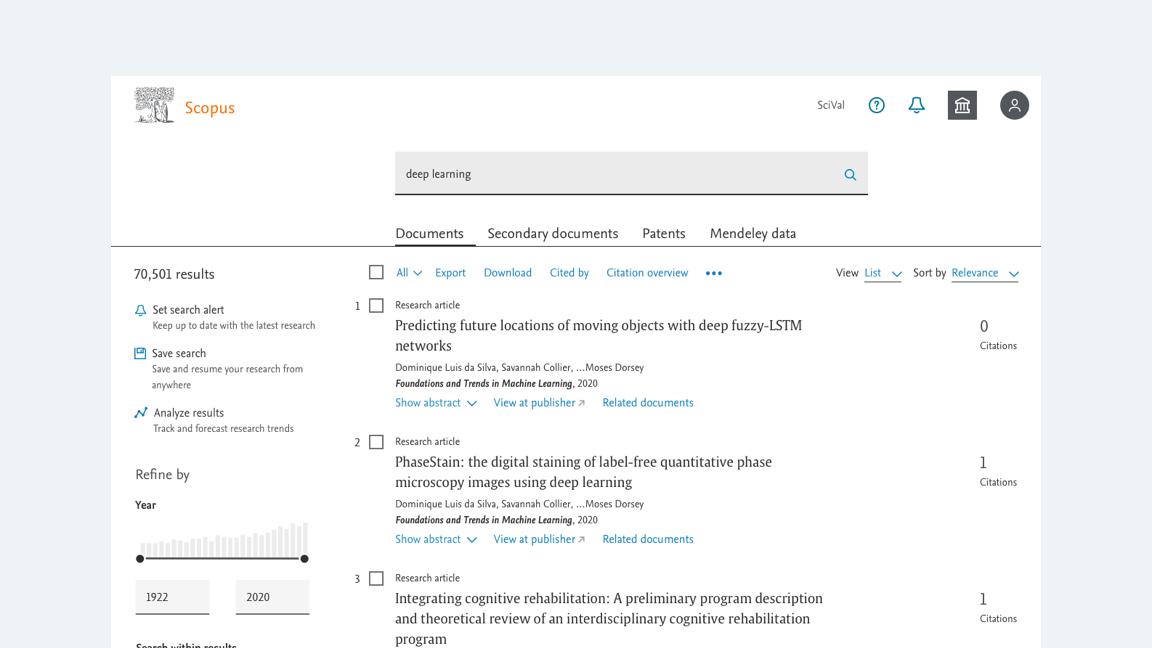 Scopus
SciVal
deep learning
Documents Secondary documents Patents Mendeley data
70,501 results
Set search alert
Keep up to date with the latest research
Save search
Save and resume your research from
anywhere
Analyze results
Track and forecast research trends
Refine by
Year
1922 2020
Search within results
All Export Download Cited by Citation overview
View List Sort by Relevance
1 Research article
Predicting future locations of moving objects with deep fuzzy-LSTM
networks
Dominique Luis da Silva, Savannah Collier, ...Moses Dorsey
Foundations and Trends in Machine Learning, 2020
Show abstract View at publisher Related documents
0
Citations
2 Research article
PhaseStain: the digital staining of label-free quantitative phase
microscopy images using deep learning
Dominique Luis da Silva, Savannah Collier, ...Moses Dorsey
Foundations and Trends in Machine Learning, 2020
Show abstract View at publisher Related documents
1
Citations
3 Research article
Integrating cognitive rehabilitation: A preliminary program description
and theoretical review of an interdisciplinary cognitive rehabilitation
program
1
Citations